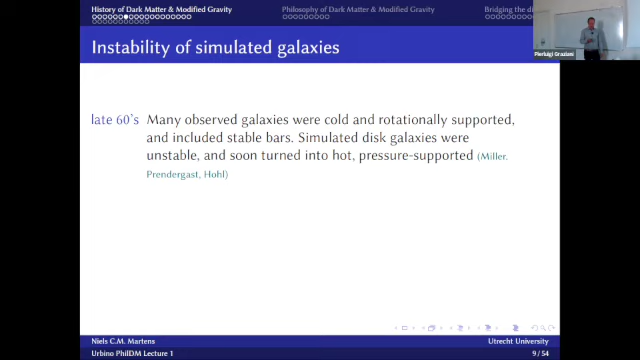 History of Dark Matter & Modified Gravity
Philosophy of Dark Matter & Modified Gravity
Bridging the di
Instability of simulated galaxies
Pierluigi Graziani
late 60's Many observed galaxies were cold and rotationally supported,
and included stable bars. Simulated disk galaxies were
unstable, and soon turned into hot, pressure-supported (Miller,
Prendergast, Hohl)
Niels C.M. Martens
Utrecht University
Urbino PhilDM Lecture 1
9 / 54